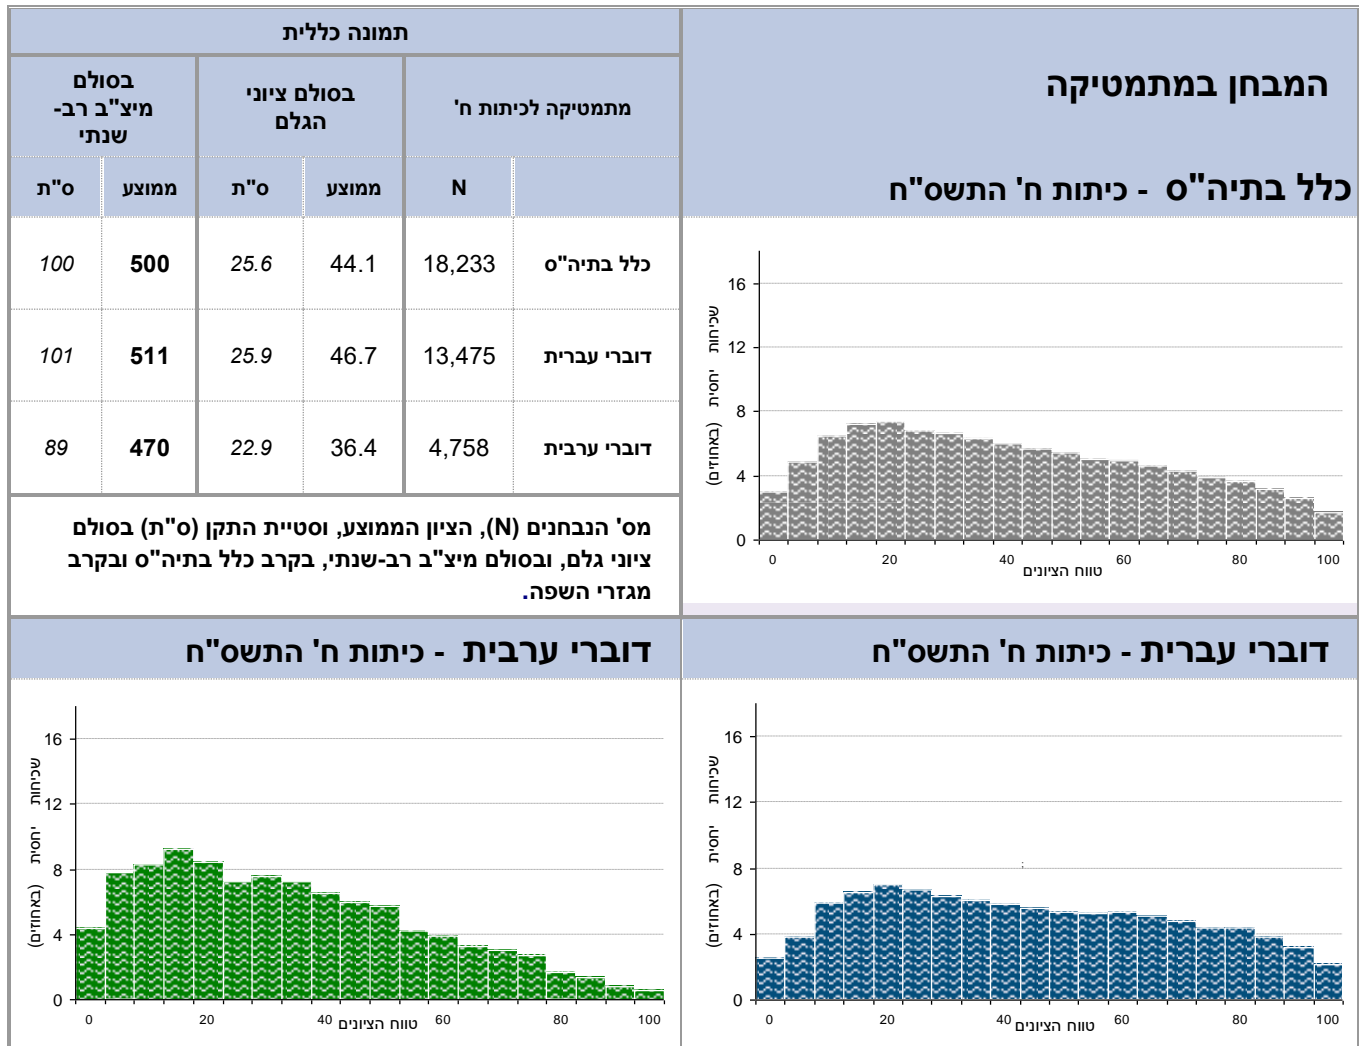 המבחן במתמטיקה
כלל בתיה"ס - כיתות ח' התשס"ח
שכיחות יחסית (באחוזים)
16
12
8
4
0
0 20 40 60 80 100
טווח הציונים
תמונה כללית
מתמטיקה לכיתות ח' בסולם ציוני הגלם בסולם מיצ"ב רב-שנתי
N ממוצע ס"ת ממוצע ס"ת
כלל בתיה"ס 18,233 44.1 25.6 500 100
דוברי עברית 13,475 46.7 25.9 511 101
דוברי ערבית 4,758 36.4 22.9 470 89
מס' הנבחנים (N), הציון הממוצע, וסטיית התקן (ס"ת) בסולם
ציוני גלם, ובסולם מיצ"ב רב-שנתי, בקרב כלל בתיה"ס ובקרב
מגזרי השפה.
דוברי עברית - כיתות ח' התשס"ח
שכיחות יחסית (באחוזים)
16
12
8
4
0
0 20 40 60 80 100
טווח הציונים
דוברי ערבית - כיתות ח' התשס"ח
שכיחות יחסית (באחוזים)
16
12
8
4
0
0 20 40 60 80 100
טווח הציונים